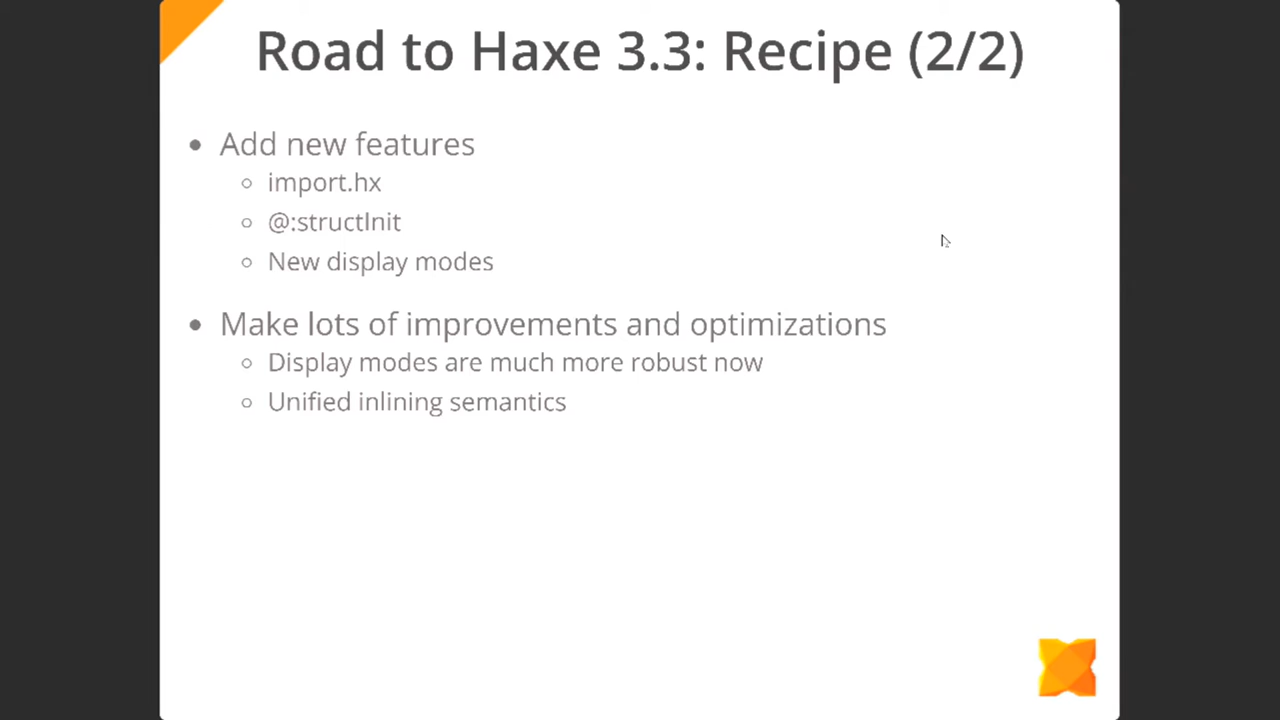 Road to Haxe 3.3: Recipe (2/2)
Add new features
import.hx
@:structInit
New display modes
Make lots of improvements and optimizations
Display modes are much more robust now
Unified inlining semantics